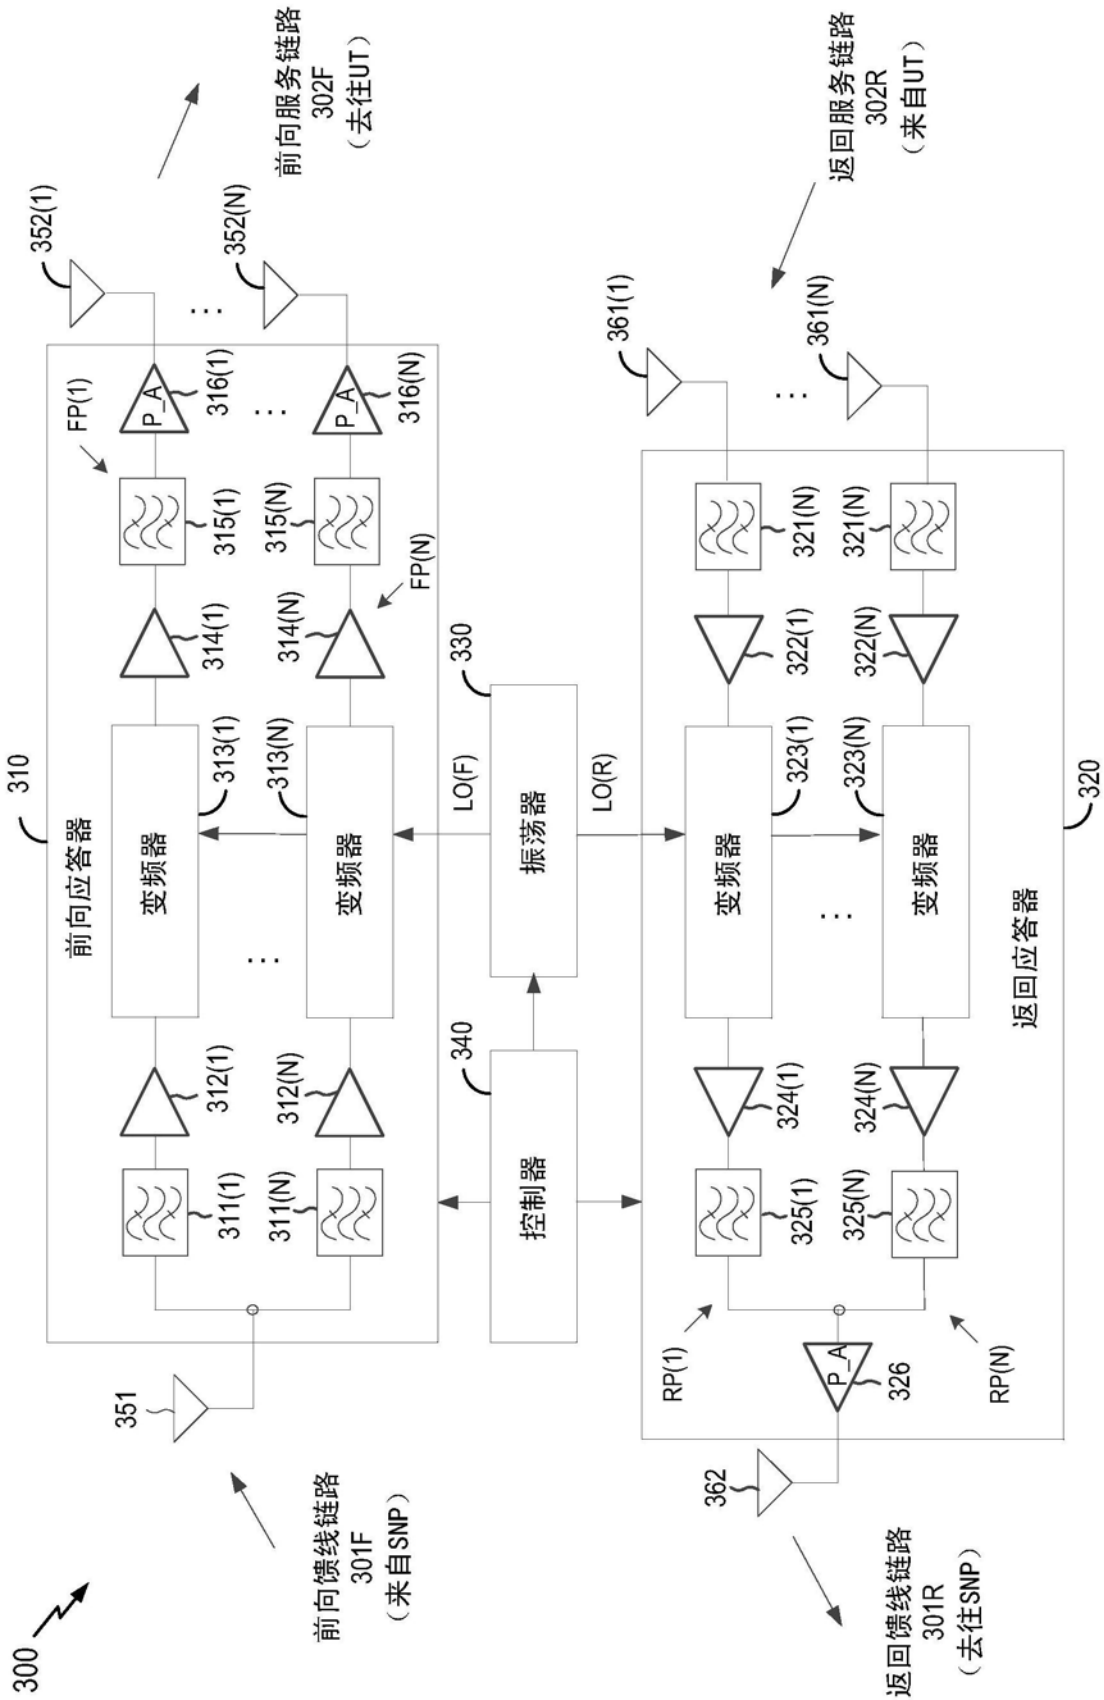 300
前向馈线链路
301F
(来自SNP)
351
310
前向应答器
311(1)
312(1)
变频器
313(1)
314(1)
315(1)
FP(1)
P_A
316(1)
352(1)
...
...
...
311(N)
312(N)
变频器
313(N)
314(N)
315(N)
FP(N)
P_A
316(N)
352(N)
前向服务链路
302F
(去往UT)
控制器
340
振荡器
330
LO(F)
LO(R)
返回服务链路
302R
(来自UT)
361(1)
...
361(N)
321(N)
322(1)
变频器
323(1)
324(1)
325(1)
RP(1)
...
321(N)
322(N)
变频器
323(N)
324(N)
325(N)
RP(N)
P_A
326
返回应答器
320
362
返回馈线链路
301R
(去往SNP)